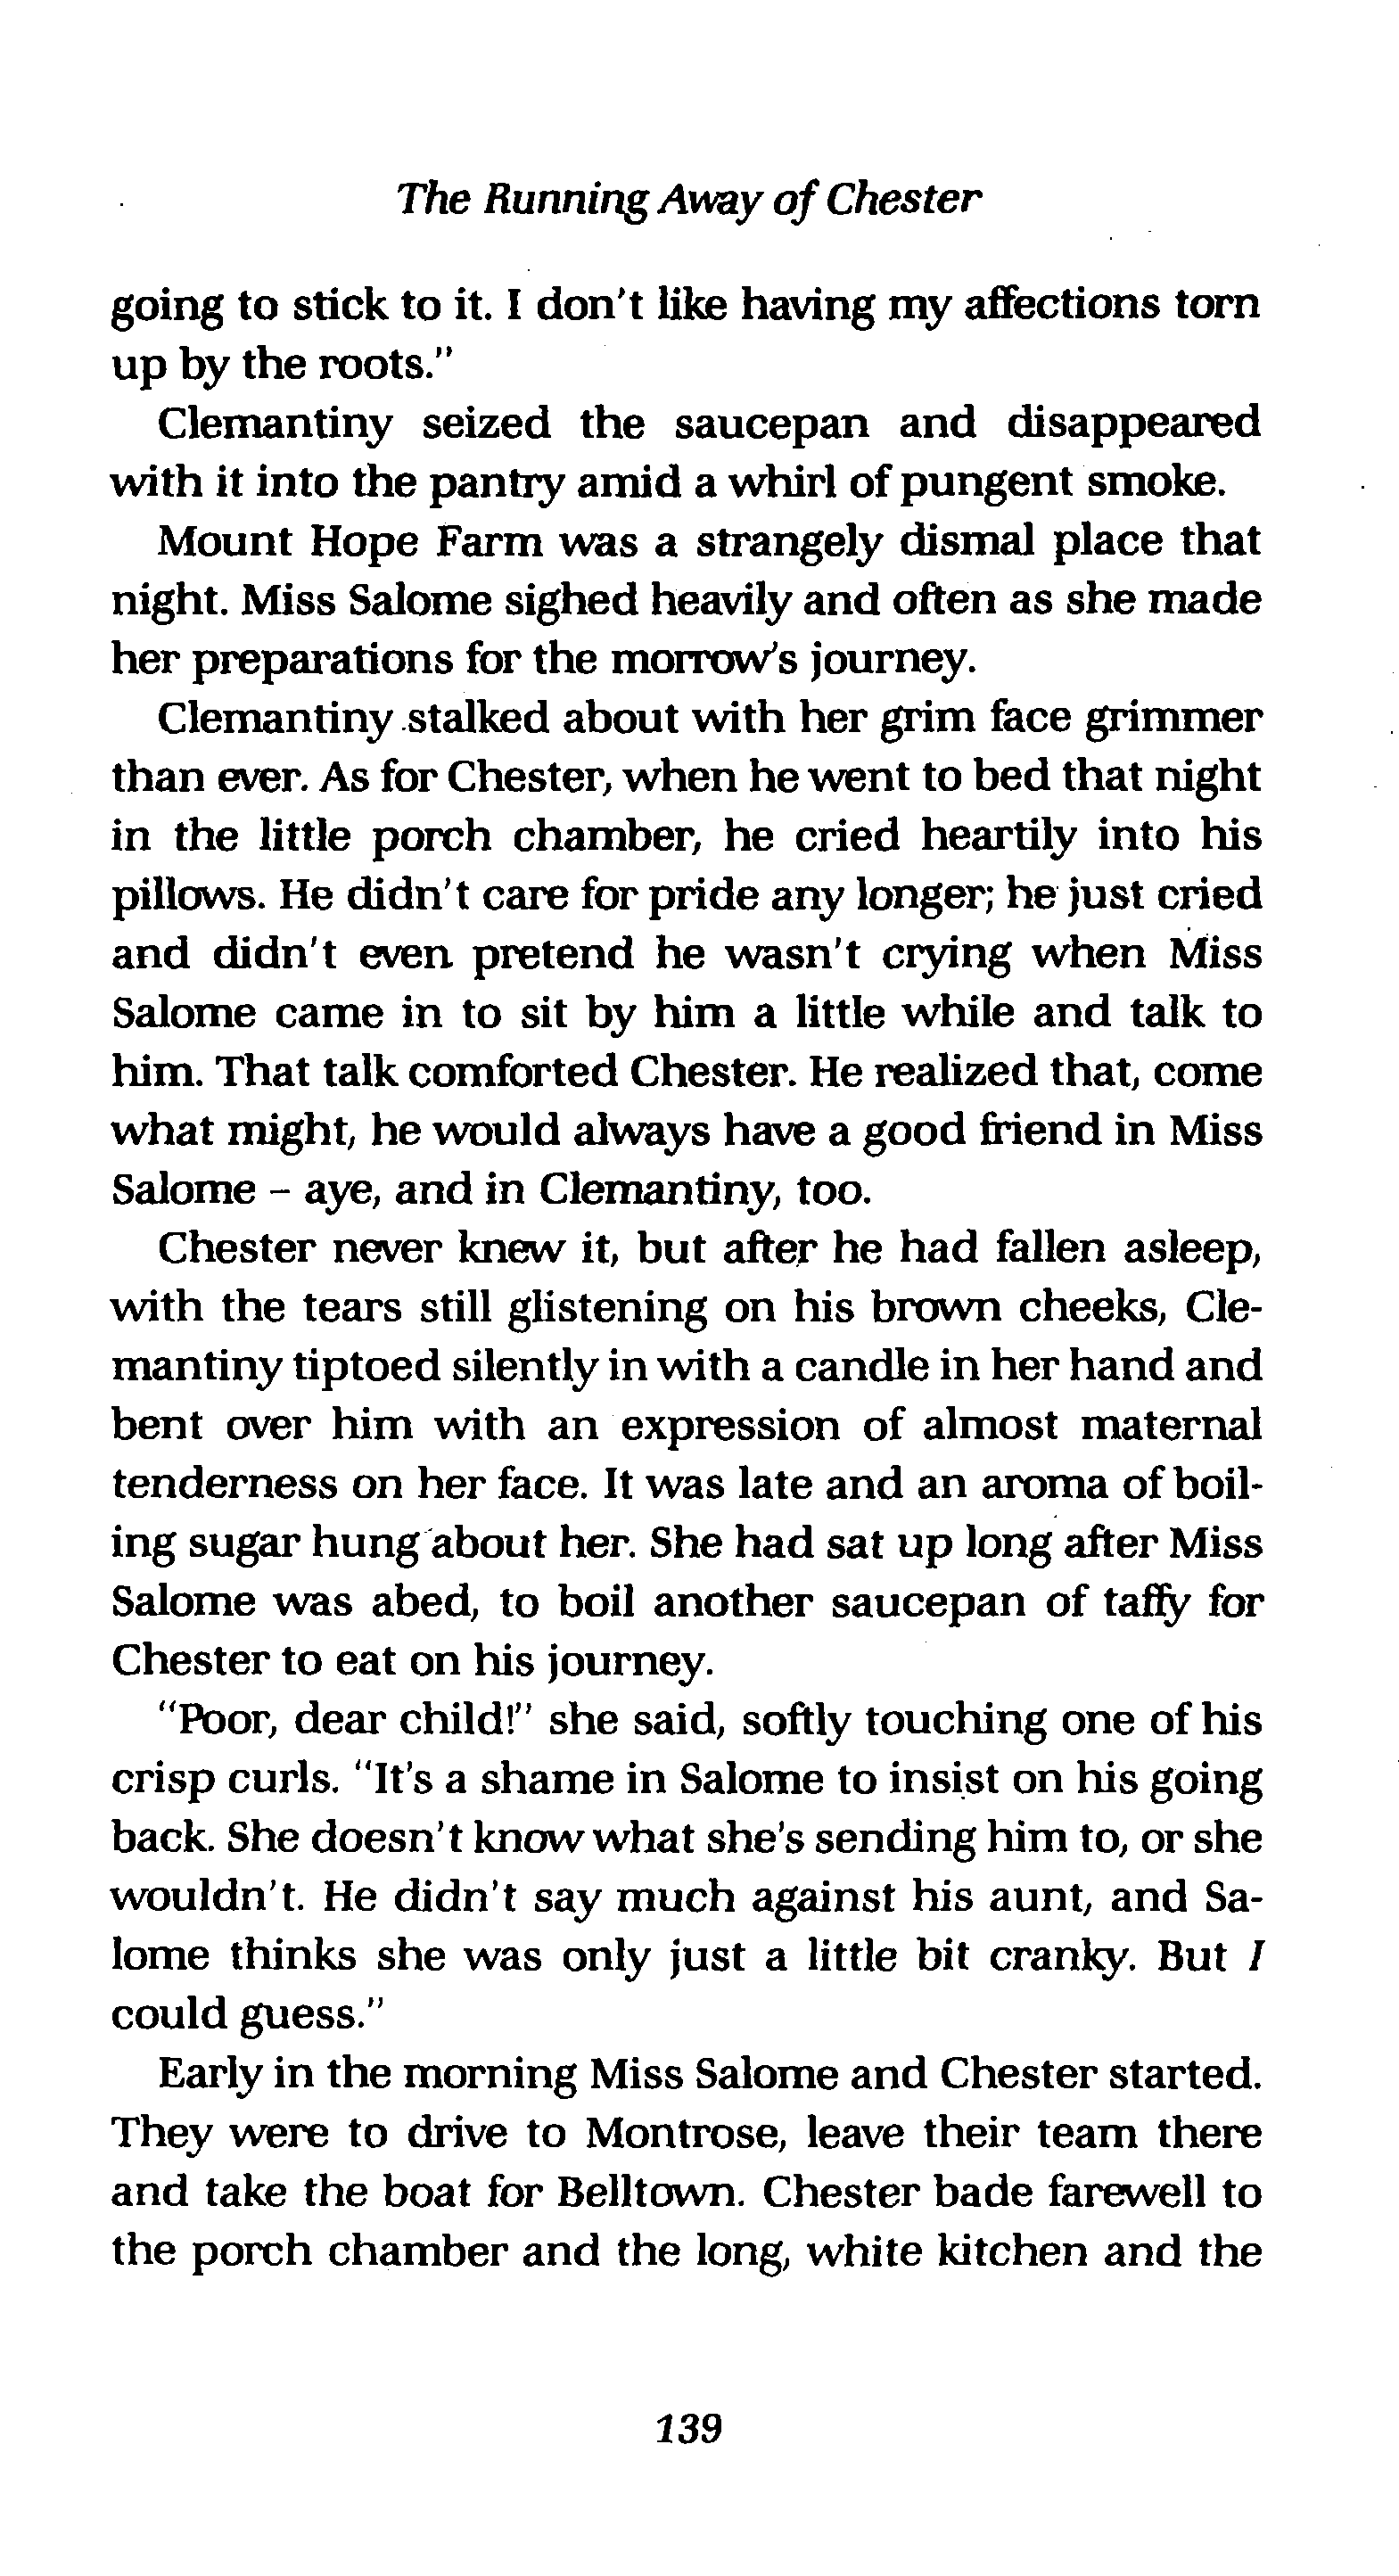 The Running Away of Chester
going to stick to it. I don't like having my affections torn
up by the roots."
Clemantiny seized the saucepan and disappeared
with it into the pantry amid a whirl of pungent smoke.
Mount Hope Farm was a strangely dismal place that
night. Miss Salome sighed heavily and often as she made
her preparations for the morrow's journey.
Clemantiny stalked about with her grim face grimmer
than ever. As for Chester, when he went to bed that night
in the little porch chamber, he cried heartily into his
pillows. He didn't care for pride any longer; he just cried
and didn't even pretend he wasn't crying when Miss
Salome came in to sit by him a little while and talk to
him. That talk comforted Chester. He realized that, come
what might, he would always have a good friend in Miss
Salome – aye, and in Clemantiny, too.
Chester never knew it, but after he had fallen asleep,
with the tears still glistening on his brown cheeks, Cle-
mantiny tiptoed silently in with a candle in her hand and
bent over him with an expression of almost maternal
tenderness on her face. It was late and an aroma of boil-
ing sugar hung about her. She had sat up long after Miss
Salome was abed, to boil another saucepan of taffy for
Chester to eat on his journey.
"Poor, dear child!" she said, softly touching one of his
crisp curls. "It's a shame in Salome to insist on his going
back. She doesn't know what she's sending him to, or she
wouldn't. He didn't say much against his aunt, and Sa-
lome thinks she was only just a little bit cranky. But I
could guess."
Early in the morning Miss Salome and Chester started.
They were to drive to Montrose, leave their team there
and take the boat for Belltown. Chester bade farewell to
the porch chamber and the long, white kitchen and the
139